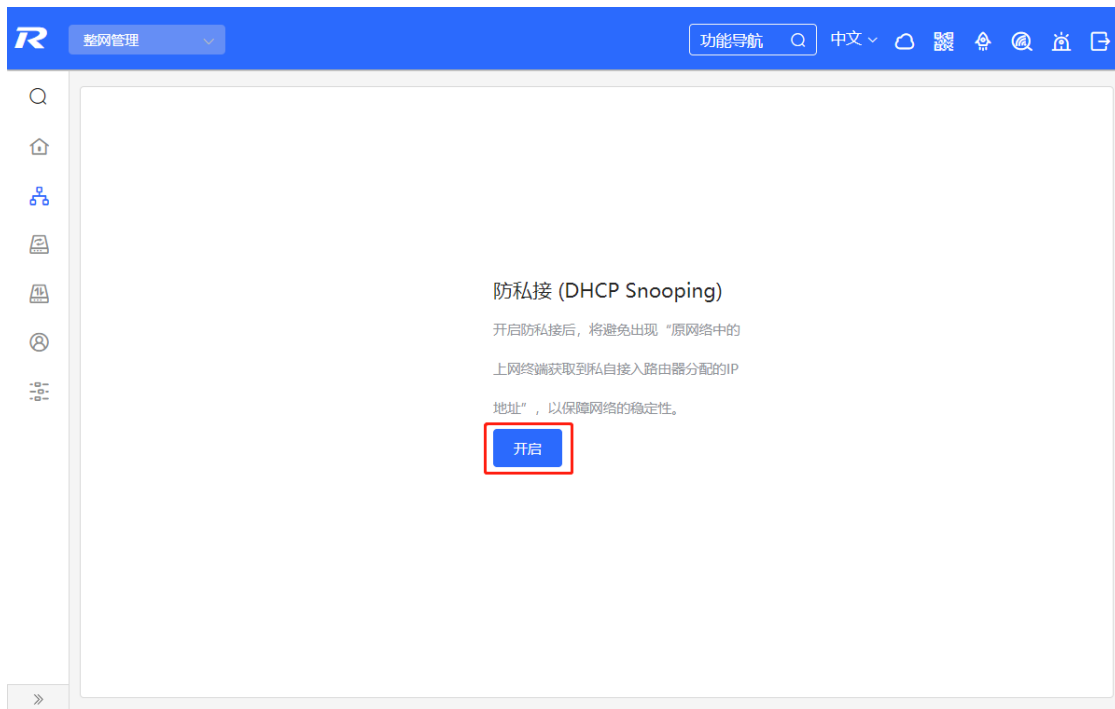 整网管理
功能导航
中文
防私接 (DHCP Snooping)
开启防私接后，将避免出现“原网络中的
上网终端获取到私自接入路由器分配的IP
地址”，以保障网络的稳定性。
开启